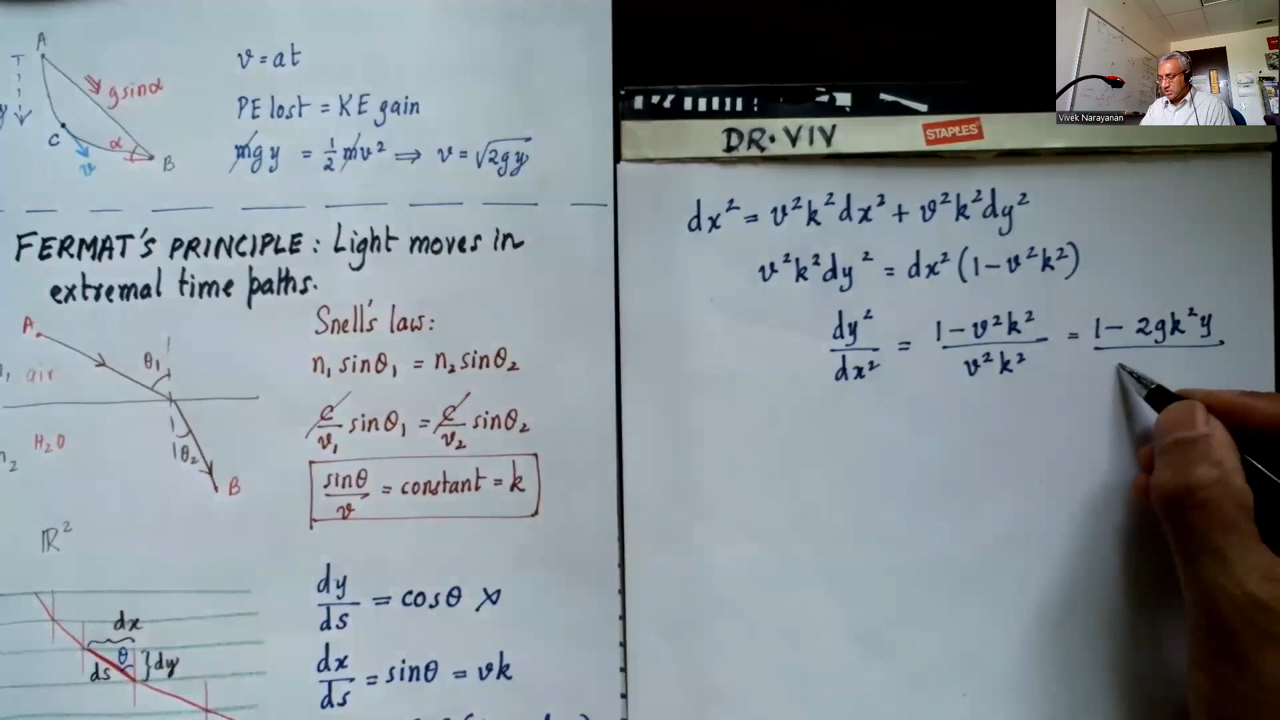 A
g sinα
y
C
α
v
B
v = at
PE lost = KE gain
mgy = 1/2 mv² ⟹ v = √2gy
FERMAT'S PRINCIPLE: Light moves in
extremal time paths.
A
θ₁
n₁ air
H₂O
n₂
θ₂
B
Snell's law:
n₁ sinθ₁ = n₂ sinθ₂
c/v₁ sinθ₁ = c/v₂ sinθ₂
sinθ/v = constant = k
ℝ²
dx
θ
ds
dy
dy/ds = cosθ
dx/ds = sinθ = vk
Vivek Narayanan
DR. VIV
STAPLES
dx² = v²k²dx² + v²k²dy²
v²k²dy² = dx² (1 - v²k²)
dy²/dx² = 1 - v²k²/v²k² = 1 - 2gk²y